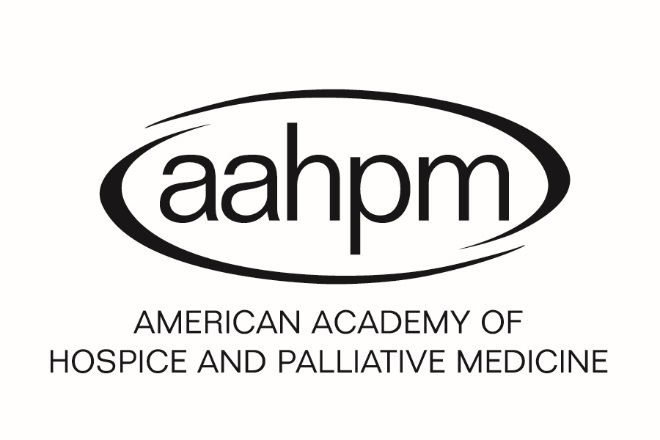 aahpm
AMERICAN ACADEMY OF
HOSPICE AND PALLIATIVE MEDICINE